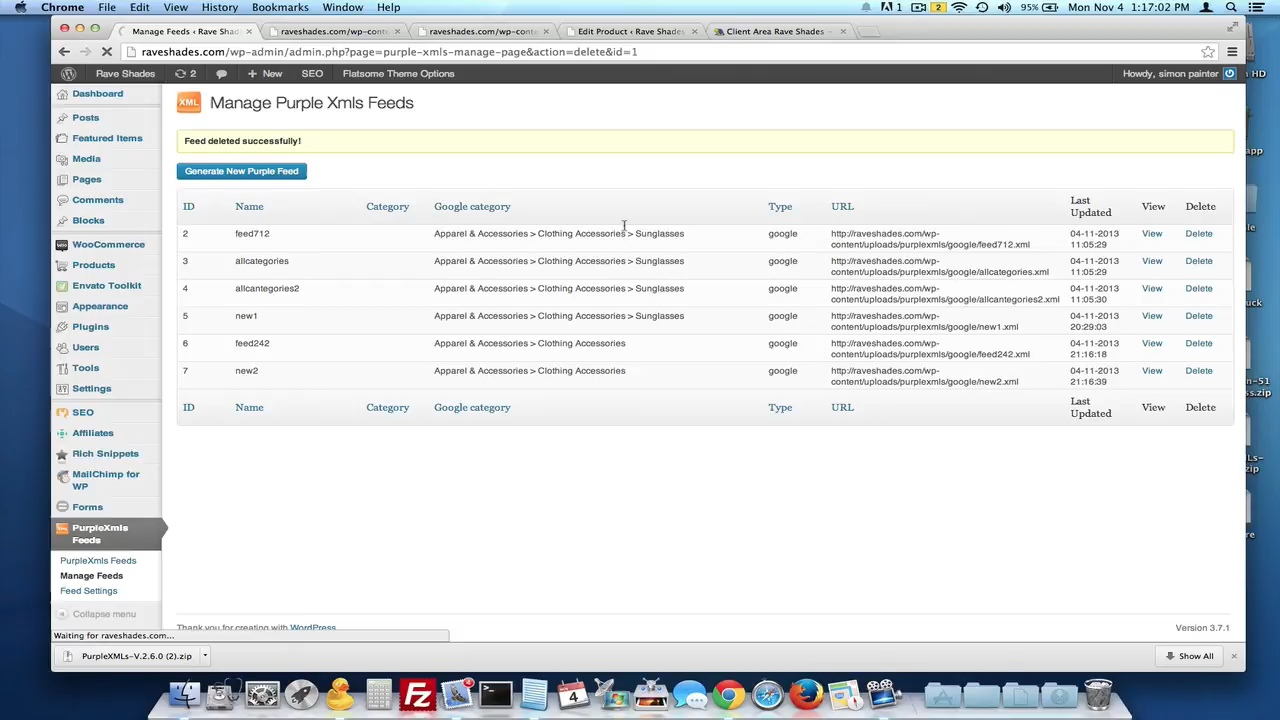 Chrome File Edit View History Bookmarks Window Help 1 2 95% Mon Nov 4 1:17:02 PM
Manage Feeds ‹ Rave Shades raveshades.com/wp-conte raveshades.com/wp-conte Edit Product ‹ Rave Shades Client Area Rave Shades –
raveshades.com/wp-admin/admin.php?page=purple-xmls-manage-page&action=delete&id=1
Rave Shades 2 + New SEO Flatsome Theme Options Howdy, simon painter
Dashboard
Posts
Featured Items
Media
Pages
Comments
Blocks
WooCommerce
Products
Envato Toolkit
Appearance
Plugins
Users
Tools
Settings
SEO
Affiliates
Rich Snippets
MailChimp for
WP
Forms
PurpleXmls
Feeds
PurpleXmls Feeds
Manage Feeds
Feed Settings
Collapse menu
XML Manage Purple Xmls Feeds
Feed deleted successfully!
Generate New Purple Feed
ID Name Category Google category Type URL Last
Updated View Delete
2 feed712 Apparel & Accessories > Clothing Accessories > Sunglasses google http://raveshades.com/wp- 04-11-2013 View Delete
content/uploads/purplexmls/google/feed712.xml 11:05:29
3 allcategories Apparel & Accessories > Clothing Accessories > Sunglasses google http://raveshades.com/wp- 04-11-2013 View Delete
content/uploads/purplexmls/google/allcategories.xml 11:05:29
4 allcantegories2 Apparel & Accessories > Clothing Accessories > Sunglasses google http://raveshades.com/wp- 04-11-2013 View Delete
content/uploads/purplexmls/google/allcantegories2.xml 11:05:30
5 new1 Apparel & Accessories > Clothing Accessories > Sunglasses google http://raveshades.com/wp- 04-11-2013 View Delete
content/uploads/purplexmls/google/new1.xml 20:29:03
6 feed242 Apparel & Accessories > Clothing Accessories google http://raveshades.com/wp- 04-11-2013 View Delete
content/uploads/purplexmls/google/feed242.xml 21:16:18
7 new2 Apparel & Accessories > Clothing Accessories google http://raveshades.com/wp- 04-11-2013 View Delete
content/uploads/purplexmls/google/new2.xml 21:16:39
ID Name Category Google category Type URL Last
Updated View Delete
Thank you for creating with WordPress Version 3.7.1
Waiting for raveshades.com...
PurpleXMLs-V.2.6.0 (2).zip Show All
HD
app
ple
uck
n-51
ss.zip
Ls-
zip
re
4